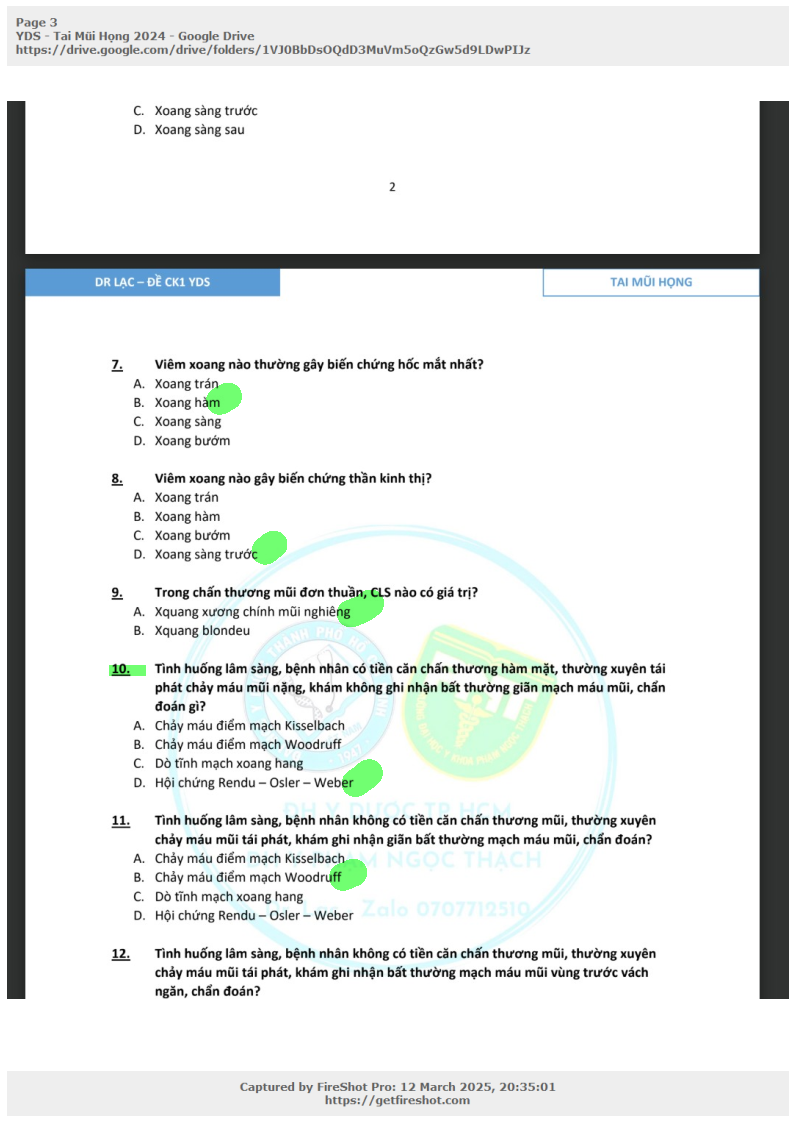 Page 3
YDS - Tai Mũi Họng 2024 - Google Drive
https://drive.google.com/drive/folders/1VJ0BbDsOQdD3MuVm5oQzGw5d9LDwPIJz
C. Xoang sàng trước
D. Xoang sàng sau
2
DR LẠC – ĐỀ CK1 YDS
TAI MŨI HỌNG
7. Viêm xoang nào thường gây biến chứng hốc mắt nhất?
A. Xoang trán
B. Xoang hàm
C. Xoang sàng
D. Xoang bướm
8. Viêm xoang nào gây biến chứng thần kinh thị?
A. Xoang trán
B. Xoang hàm
C. Xoang bướm
D. Xoang sàng trước
9. Trong chấn thương mũi đơn thuần, CLS nào có giá trị?
A. Xquang xương chính mũi nghiêng
B. Xquang blondeu
10. Tình huống lâm sàng, bệnh nhân có tiền căn chấn thương hàm mặt, thường xuyên tái
phát chảy máu mũi nặng, khám không ghi nhận bất thường giãn mạch máu mũi, chẩn
đoán gì?
A. Chảy máu điểm mạch Kisselbach
B. Chảy máu điểm mạch Woodruff
C. Dò tĩnh mạch xoang hang
D. Hội chứng Rendu – Osler – Weber
11. Tình huống lâm sàng, bệnh nhân không có tiền căn chấn thương mũi, thường xuyên
chảy máu mũi tái phát, khám ghi nhận giãn bất thường mạch máu mũi, chẩn đoán?
A. Chảy máu điểm mạch Kisselbach
B. Chảy máu điểm mạch Woodruff
C. Dò tĩnh mạch xoang hang
D. Hội chứng Rendu – Osler – Weber
12. Tình huống lâm sàng, bệnh nhân không có tiền căn chấn thương mũi, thường xuyên
chảy máu mũi tái phát, khám ghi nhận bất thường mạch máu mũi vùng trước vách
ngăn, chẩn đoán?
ĐH Y DƯỢC TP.HCM
PHẠM NGỌC THẠCH
Zalo 0707712510
Captured by FireShot Pro: 12 March 2025, 20:35:01
https://getfireshot.com